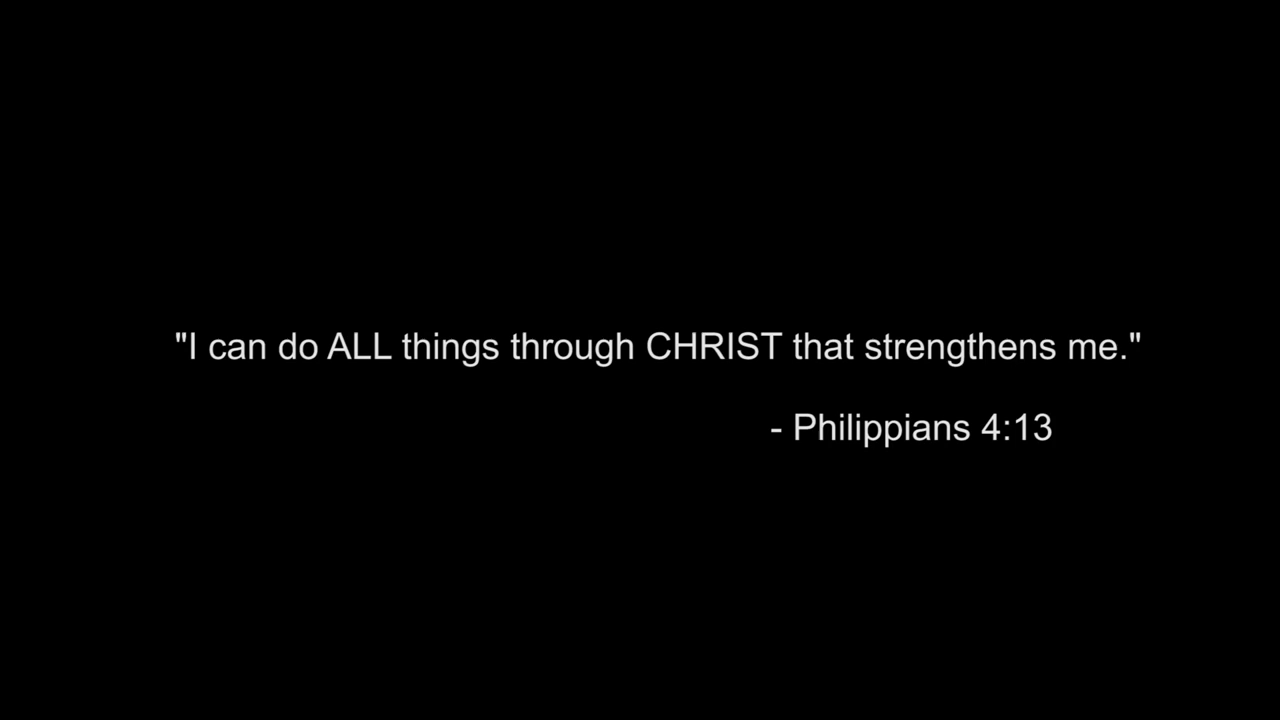 "I can do ALL things through CHRIST that strengthens me."
- Philippians 4:13